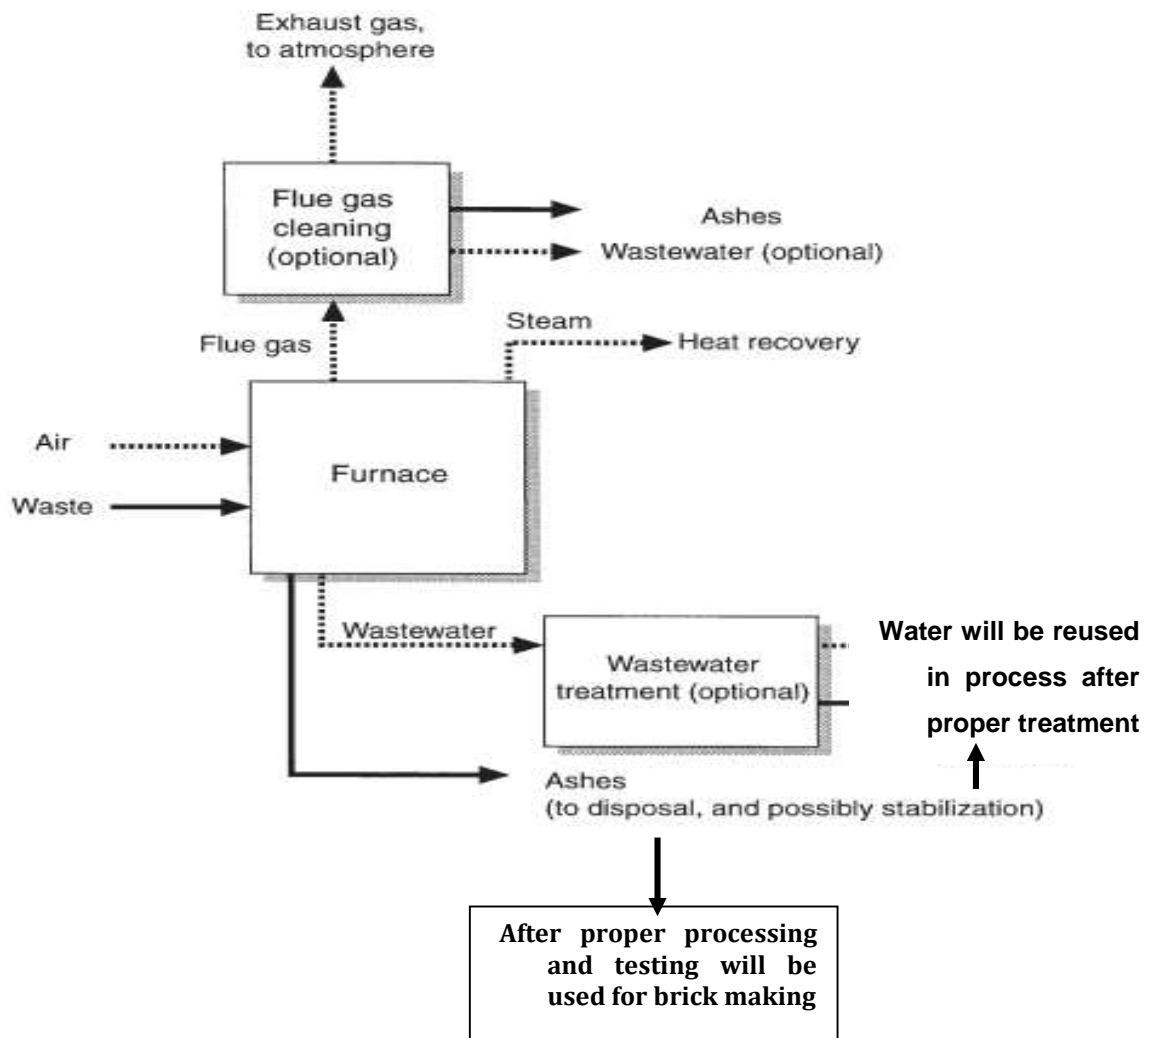 Exhaust gas,
to atmosphere
Flue gas
cleaning
(optional)
Ashes
Wastewater (optional)
Steam
Flue gas
Heat recovery
Air
Furnace
Waste
Wastewater
Wastewater
treatment (optional)
Water will be reused
in process after
proper treatment
Ashes
(to disposal, and possibly stabilization)
After proper processing
and testing will be
used for brick making